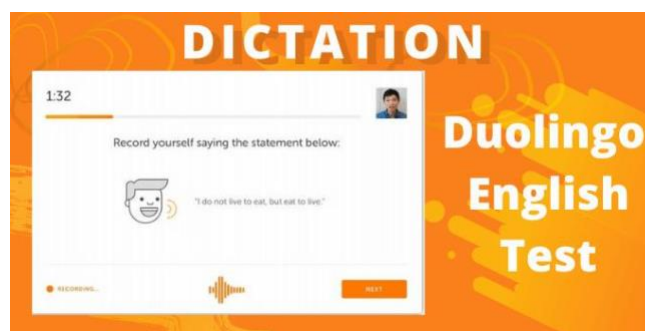 DICTATION
1:32
Record yourself saying the statement below:
"I do not live to eat, but eat to live."
RECORDING...
NEXT
Duolingo
English
Test